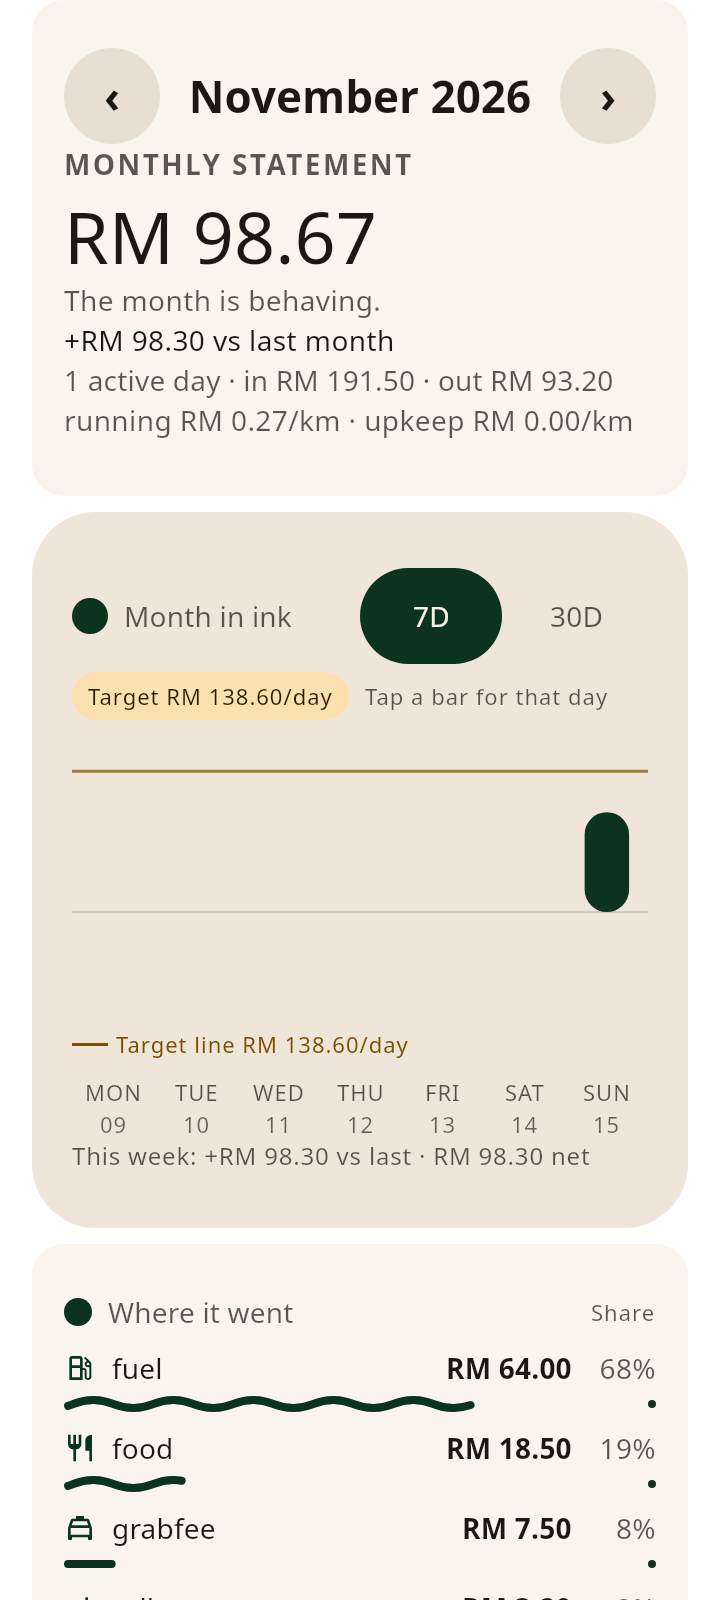 ‹ November 2026 ›
MONTHLY STATEMENT
RM 98.67
The month is behaving.
+RM 98.30 vs last month
1 active day · in RM 191.50 · out RM 93.20
running RM 0.27/km · upkeep RM 0.00/km
Month in ink 7D 30D
Target RM 138.60/day Tap a bar for that day
Target line RM 138.60/day
MON TUE WED THU FRI SAT SUN
09 10 11 12 13 14 15
This week: +RM 98.30 vs last · RM 98.30 net
Where it went Share
fuel RM 64.00 68%
food RM 18.50 19%
grabfee RM 7.50 8%